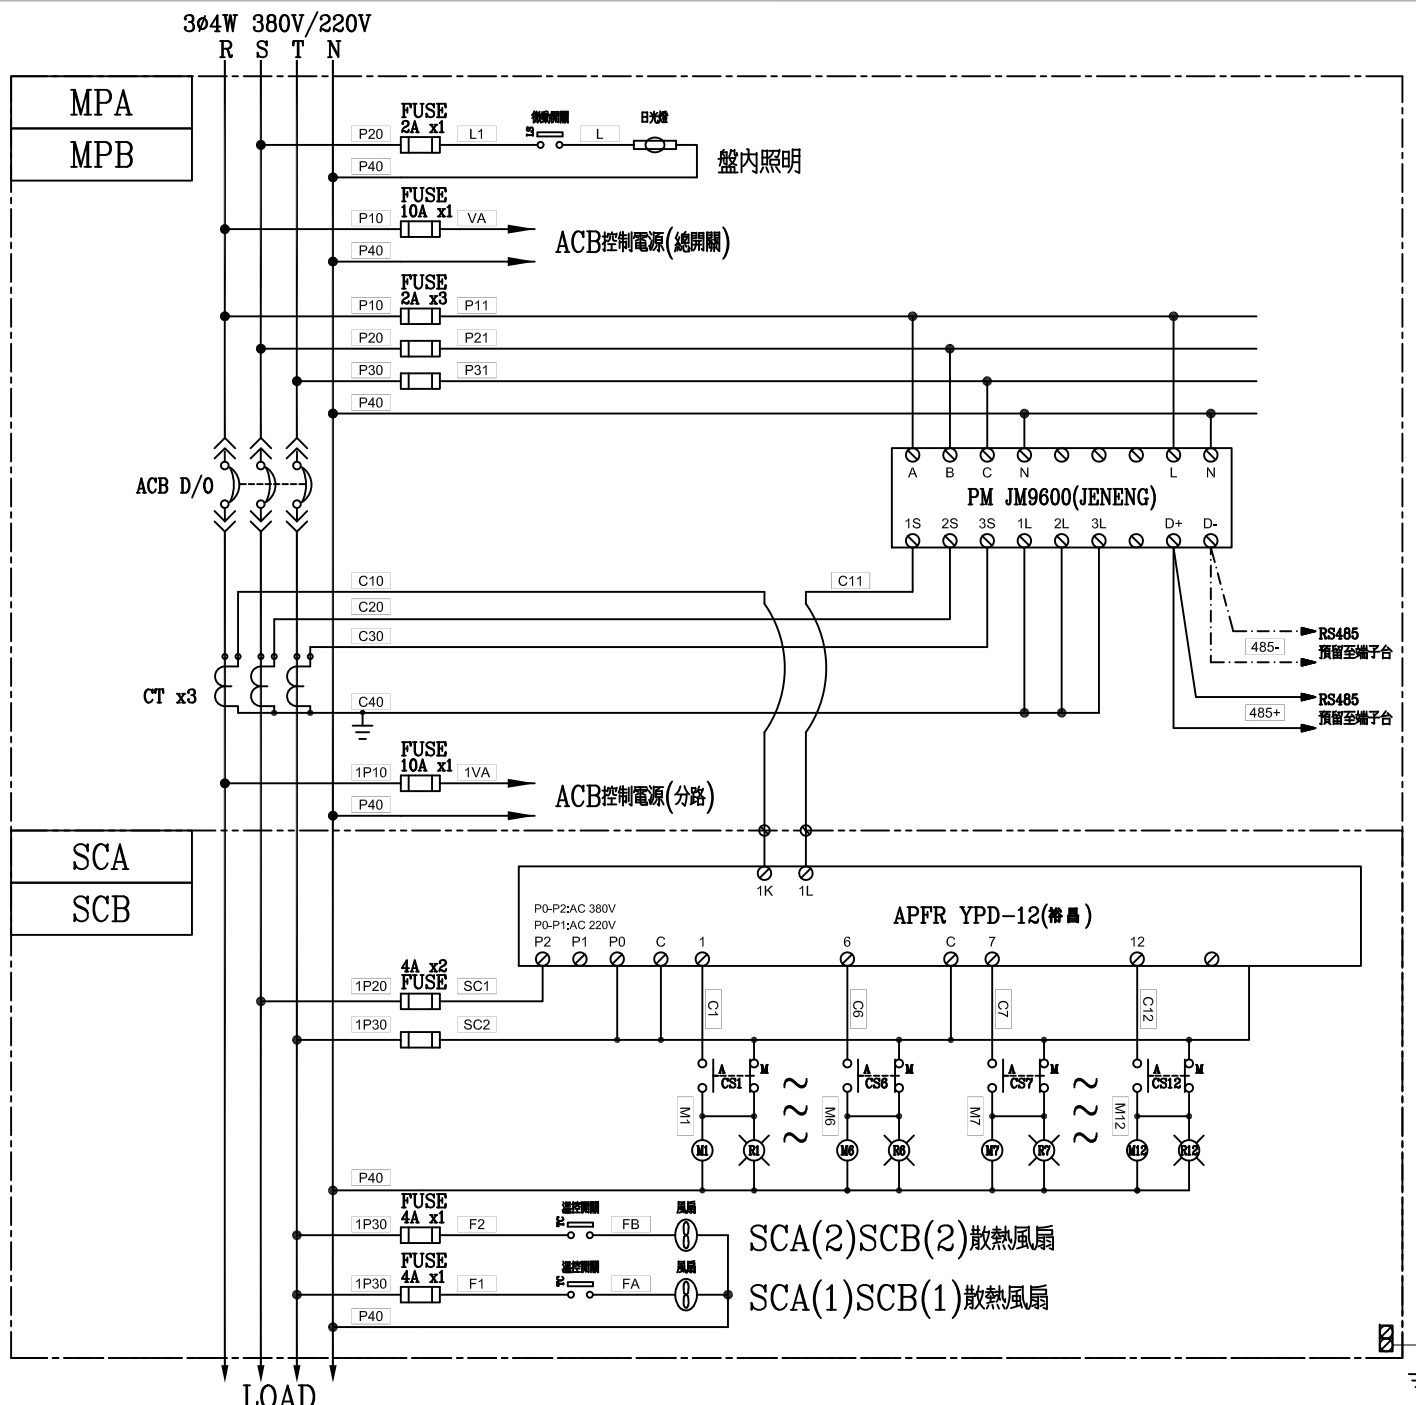 3ø4W 380V/220V
R S T N
MPA
MPB
FUSE
2A x1
P20 L1 微動開關 LS L 日光燈
P40
盤內照明
FUSE
10A x1
P10 VA
P40
ACB控制電源(總開關)
FUSE
2A x3
P10 P11
P20 P21
P30 P31
P40
A B C N L N
PM JM9600(JENENG)
1S 2S 3S 1L 2L 3L D+ D-
ACB D/O
C10 C11
C20
C30
RS485
預留至端子台
485-
CT x3
C40
RS485
預留至端子台
485+
FUSE
10A x1
1P10 1VA
P40
ACB控制電源(分路)
SCA
SCB
1K 1L
P0-P2:AC 380V
P0-P1:AC 220V
APFR YPD-12(裕昌)
P2 P1 P0 C 1 6 C 7 12
4A x2
FUSE
1P20 SC1
1P30 SC2
C1 C6 C7 C12
A CS1 M A CS6 M A CS7 M A CS12 M
M1 M6 M7 M12
M1 R1 M6 R6 M7 R7 M12 R12
P40
FUSE
4A x1
1P30 F2 溫控開關 TC FB 風扇
SCA(2)SCB(2)散熱風扇
FUSE
4A x1
1P30 F1 溫控開關 TC FA 風扇
SCA(1)SCB(1)散熱風扇
P40
LOAD